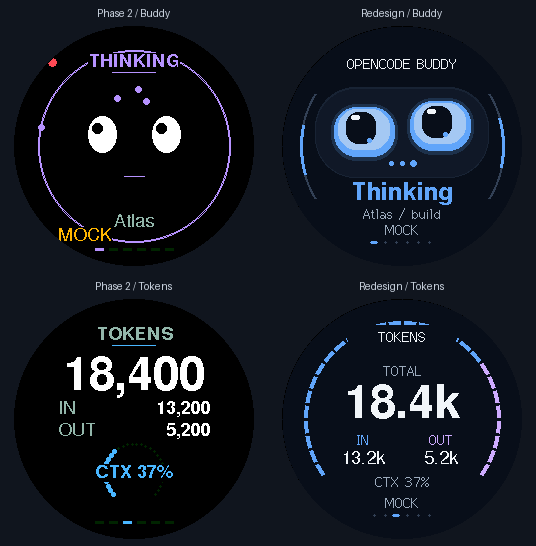 Phase 2 / Buddy
THINKING
Atlas
MOCK
Redesign / Buddy
OPENCODE BUDDY
Thinking
Atlas / build
MOCK
Phase 2 / Tokens
TOKENS
18,400
IN 13,200
OUT 5,200
CTX 37%
Redesign / Tokens
TOKENS
TOTAL
18.4k
IN OUT
13.2k 5.2k
CTX 37%
MOCK